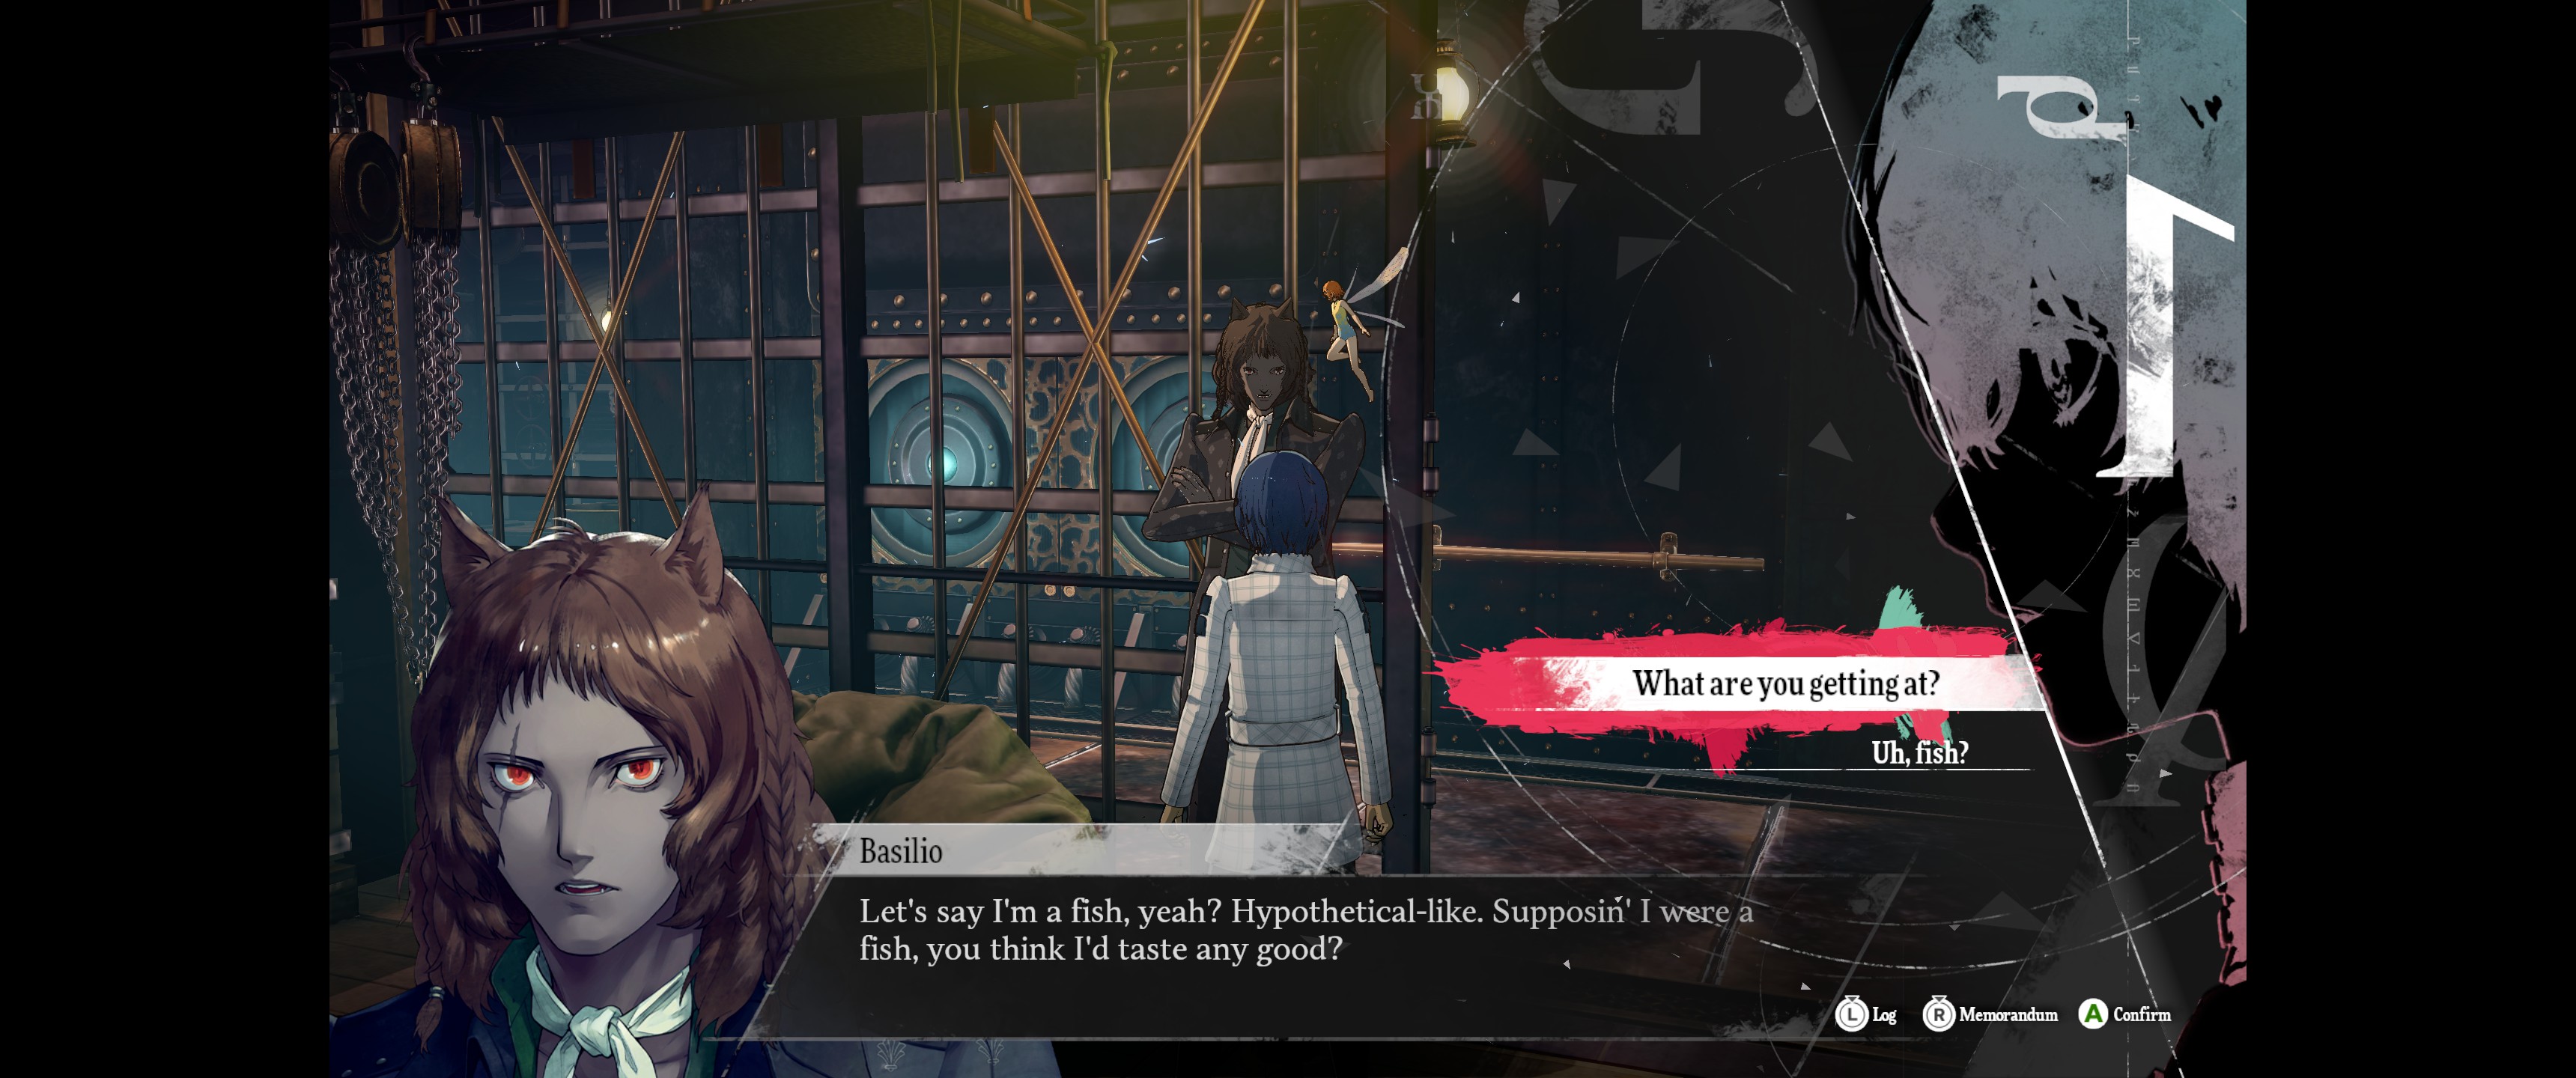 What are you getting at?
Uh, fish?
Basilio
Let's say I'm a fish, yeah? Hypothetical-like. Supposin' I were a
fish, you think I'd taste any good?
L Log R Memorandum A Confirm